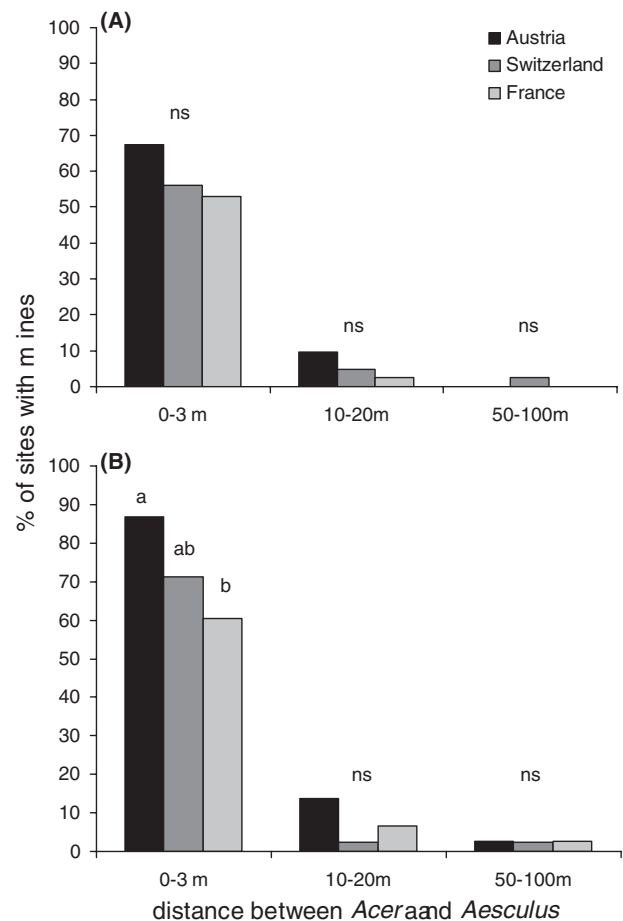 (A)
Austria
Switzerland
France
100
90
80
70
60
50
40
30
20
10
0
ns
ns
ns
0-3 m
10-20m
50-100m
% of sites with m ines
(B)
100
90
80
70
60
50
40
30
20
10
0
a
ab
b
ns
ns
0-3 m
10-20m
50-100m
distance between Aceraand Aesculus